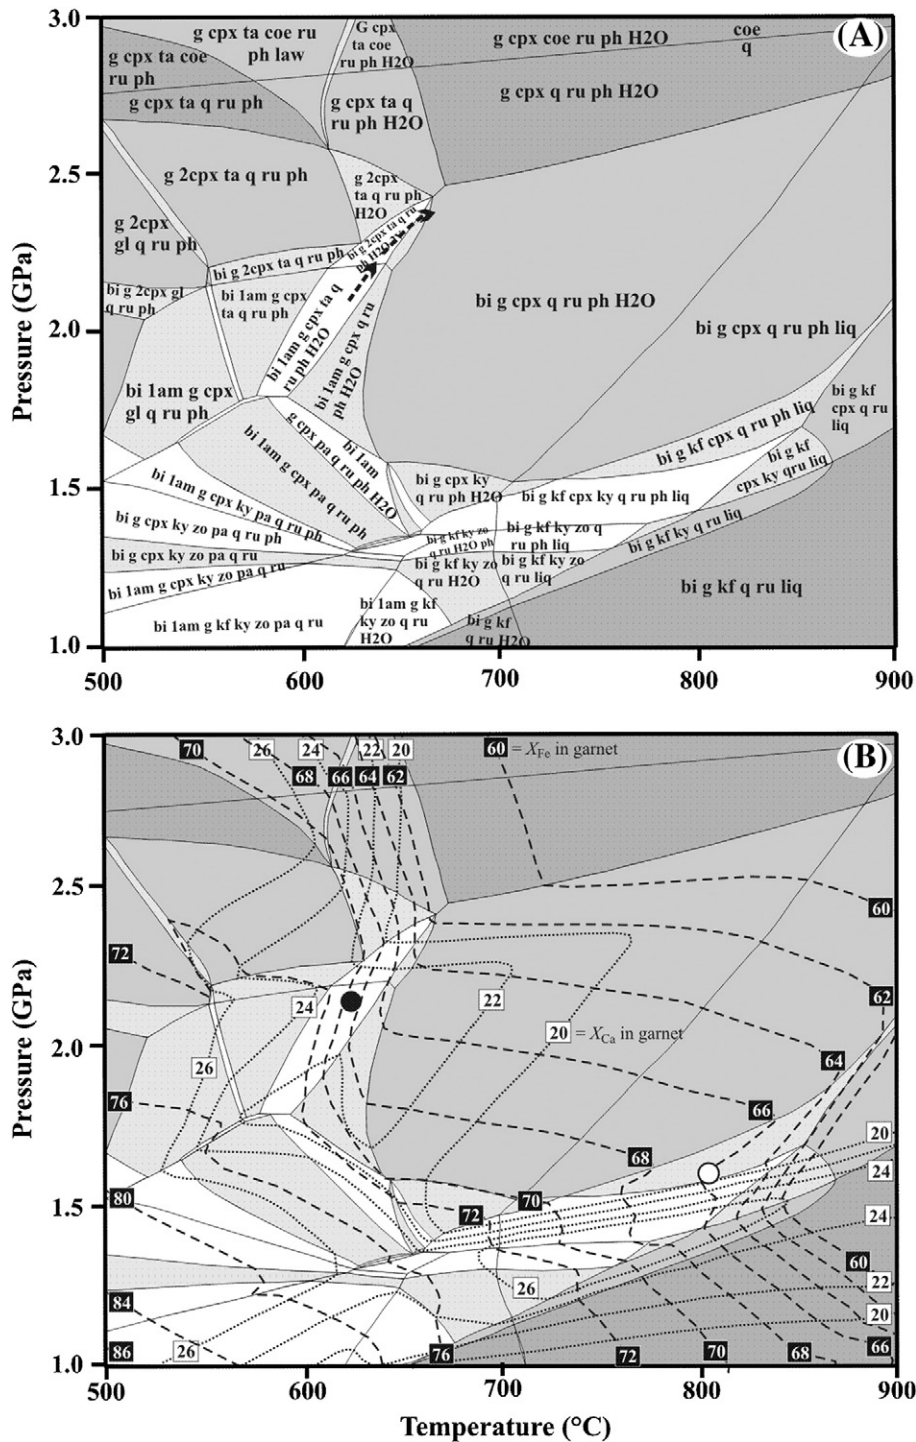 3.0
2.5
2.0
1.5
1.0
Pressure (GPa)
500
600
700
800
900
(A)
g cpx ta coe ru
ph law
G cpx
ta coe
ru ph H2O
g cpx coe ru ph H2O
coe
q
g cpx ta coe
ru ph
g cpx ta q ru ph
g cpx ta q
ru ph H2O
g cpx q ru ph H2O
g 2cpx ta q ru ph
g 2cpx
ta q ru ph
H2O
g 2cpx
gl q ru ph
bi g 2cpx ta q ru
ph H2O
bi g 2cpx ta q ru ph
bi g 2cpx gl
q ru ph
bi 1am g cpx
ta q ru ph
bi 1am g cpx ta q
ru ph H2O
bi 1am g cpx q ru
ph H2O
bi g cpx q ru ph H2O
bi g cpx q ru ph liq
bi 1am g cpx
gl q ru ph
bi g kf
cpx q ru
liq
bi g kf cpx q ru ph liq
bi 1am
g cpx pa q ru ph H2O
bi 1am g cpx pa q ru ph
bi g cpx ky
q ru ph H2O
bi g kf
cpx ky qru liq
bi g kf cpx ky q ru ph liq
bi 1am g cpx ky pa q ru ph
bi g cpx ky zo pa q ru ph
bi g kf ky zo
q ru H2O ph
bi g kf ky zo q
ru ph liq
bi g kf ky q ru liq
bi g cpx ky zo pa q ru
bi g kf ky zo
q ru H2O
bi g kf ky zo
q ru liq
bi 1am g cpx ky zo pa q ru
bi g kf q ru liq
bi 1am g kf ky zo pa q ru
bi 1am g kf
ky zo q ru
H2O
bi g kf
q ru H2O
3.0
2.5
2.0
1.5
1.0
Pressure (GPa)
500
600
700
800
900
Temperature (°C)
(B)
70
26
24
22
20
60 = XFe in garnet
68
66
64
62
60
72
62
24
22
20 = XCa in garnet
26
64
76
66
68
20
24
70
72
80
24
60
26
22
84
20
86
26
76
72
70
68
66